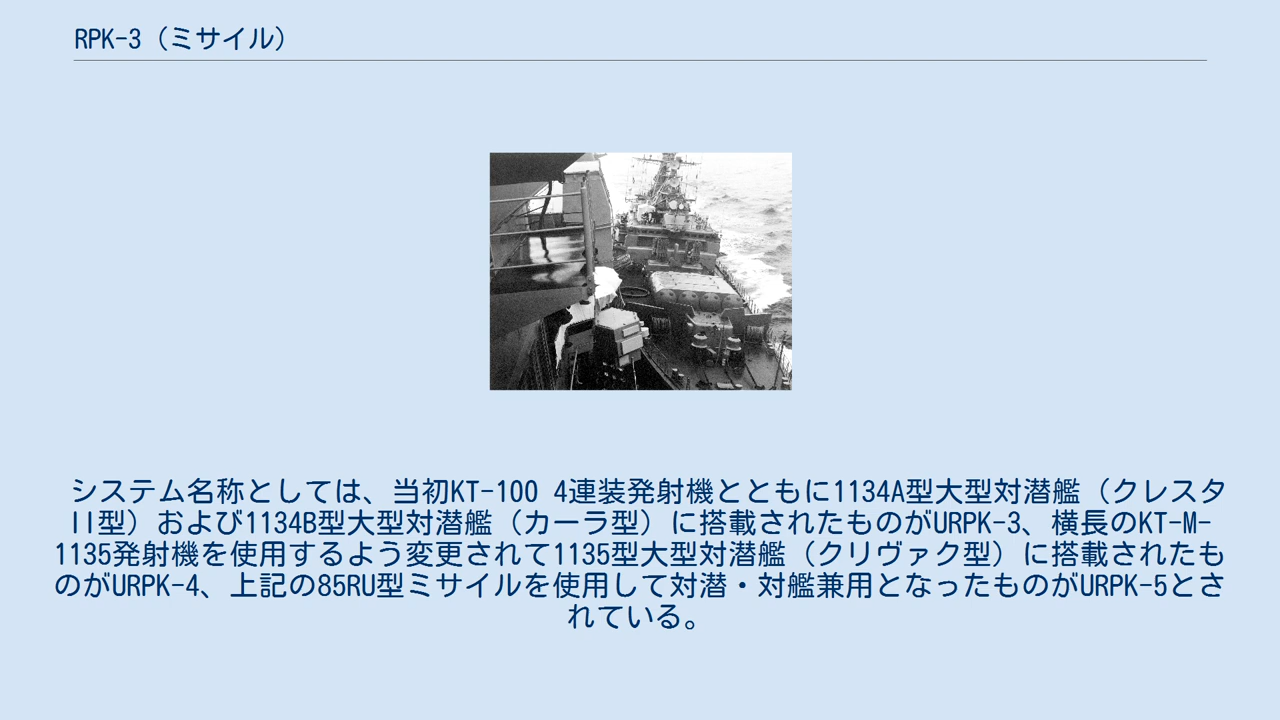 RPK-3（ミサイル）
システム名称としては、当初KT-100 4連装発射機とともに1134A型大型対潜艦（クレスタ
II型）および1134B型大型対潜艦（カーラ型）に搭載されたものがURPK-3、横長のKT-M-
1135発射機を使用するよう変更されて1135型大型対潜艦（クリヴァク型）に搭載されたも
のがURPK-4、上記の85RU型ミサイルを使用して対潜・対艦兼用となったものがURPK-5とさ
れている。